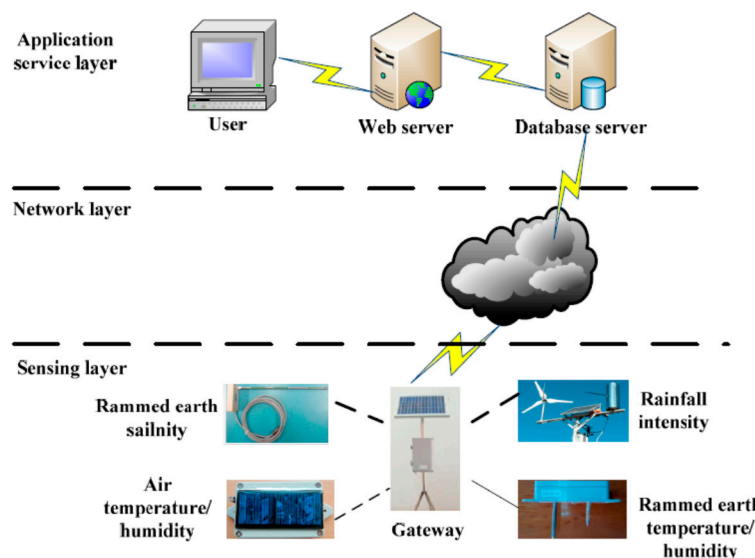 Application
service layer
User
Web server
Database server
Network layer
Sensing layer
Rammed earth
sailnity
Rainfall
intensity
Air
temperature/
humidity
Gateway
Rammed earth
temperature/
humidity